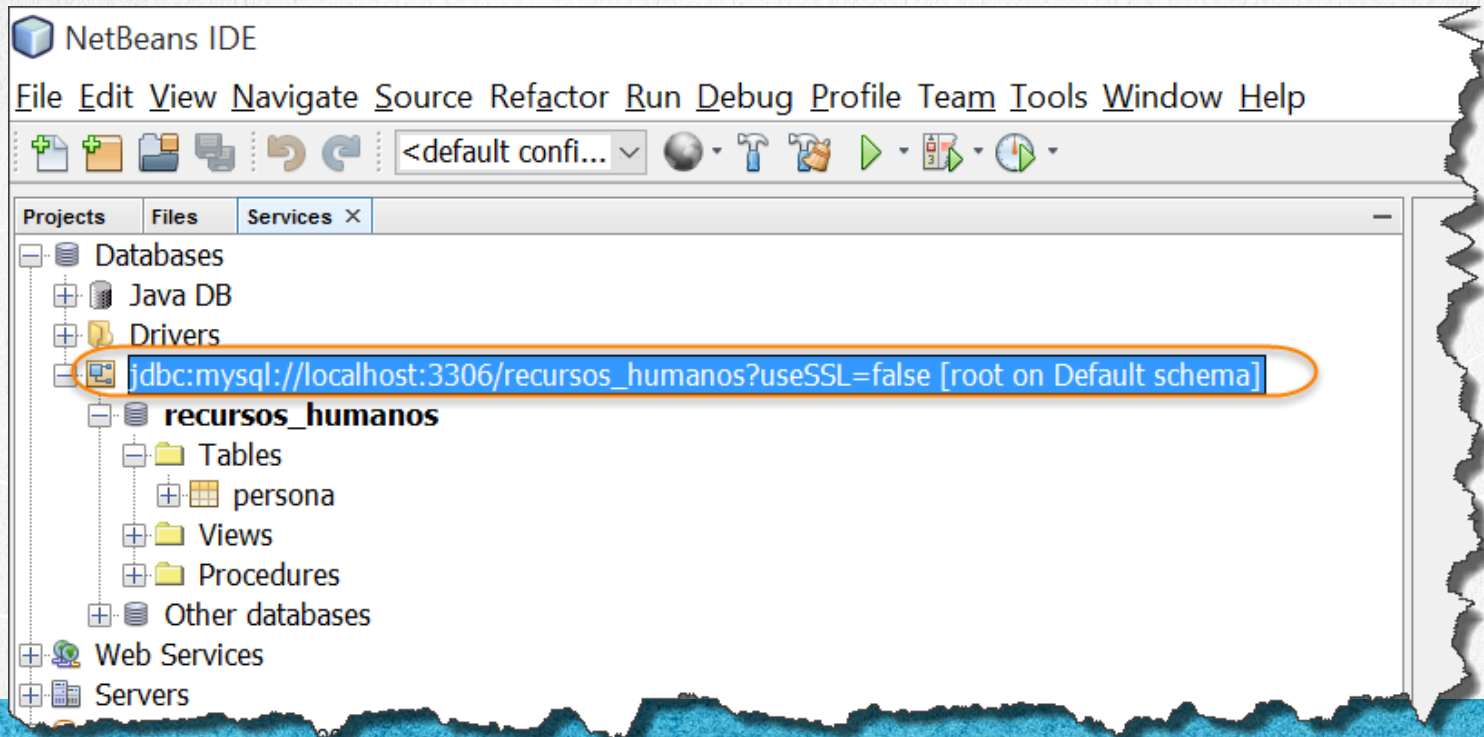 NetBeans IDE
File Edit View Navigate Source Refactor Run Debug Profile Team Tools Window Help
<default confi...
Projects Files Services
Databases
Java DB
Drivers
jdbc:mysql://localhost:3306/recursos_humanos?useSSL=false [root on Default schema]
recursos_humanos
Tables
persona
Views
Procedures
Other databases
Web Services
Servers